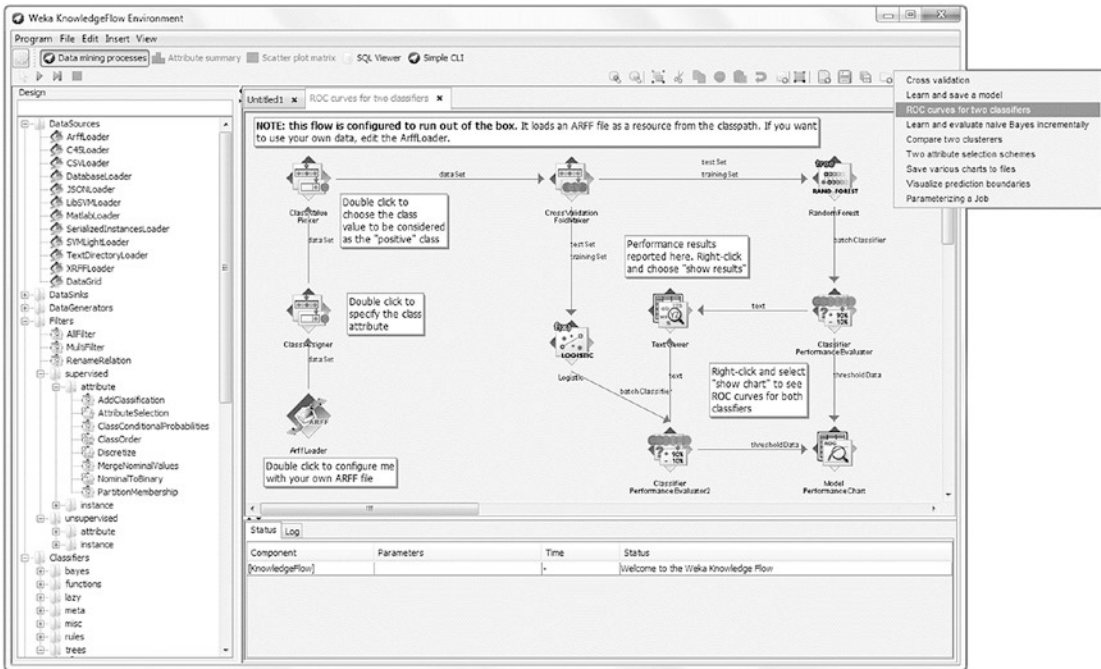 Weka KnowledgeFlow Environment
Program File Edit Insert View
Data mining processes Attribute summary Scatter plot matrix SQL Viewer Simple CLI
Design
DataSources
ArffLoader
C45Loader
CSVLoader
DatabaseLoader
JSONLoader
LibSVMLoader
MatlabLoader
SerializedInstancesLoader
SVMLightLoader
TextDirectoryLoader
XRFFLoader
DataGrid
DataSinks
DataGenerators
Filters
AllFilter
MultiFilter
RenameRelation
supervised
attribute
AddClassification
AttributeSelection
ClassConditionalProbabilities
ClassOrder
Discretize
MergeNominalValues
NominalToBinary
PartitionMembership
instance
unsupervised
attribute
instance
Classifiers
bayes
functions
lazy
meta
misc
rules
trees
Untitled1 ROC curves for two classifiers
NOTE: this flow is configured to run out of the box. It loads an ARFF file as a resource from the classpath. If you want
to use your own data, edit the ArffLoader.
dataSet
testSet
trainingSet
RAND_FOREST
ClassValue
Picker
Double click to
choose the class
value to be considered
as the "positive" class
CrossValidation
FoldMaker
RandomForest
dataSet
testSet
trainingSet
Performance results
reported here. Right-click
and choose "show results"
batchClassifier
ClassAssigner
Double click to
specify the class
attribute
LOGISTIC
Logistic
TextViewer
text
Classifier
PerformanceEvaluator
dataSet
batchClassifier
text
Right-click and select
"show chart" to see
ROC curves for both
classifiers
thresholdData
ARFF
ArffLoader
Double click to configure me
with your own ARFF file
Classifier
PerformanceEvaluator2
thresholdData
Model
PerformanceChart
Status Log
Component Parameters Time Status
[KnowledgeFlow] - Welcome to the Weka Knowledge Flow
Cross validation
Learn and save a model
ROC curves for two classifiers
Learn and evaluate naive Bayes incrementally
Compare two clusterers
Two attribute selection schemes
Save various charts to files
Visualize prediction boundaries
Parameterizing a Job